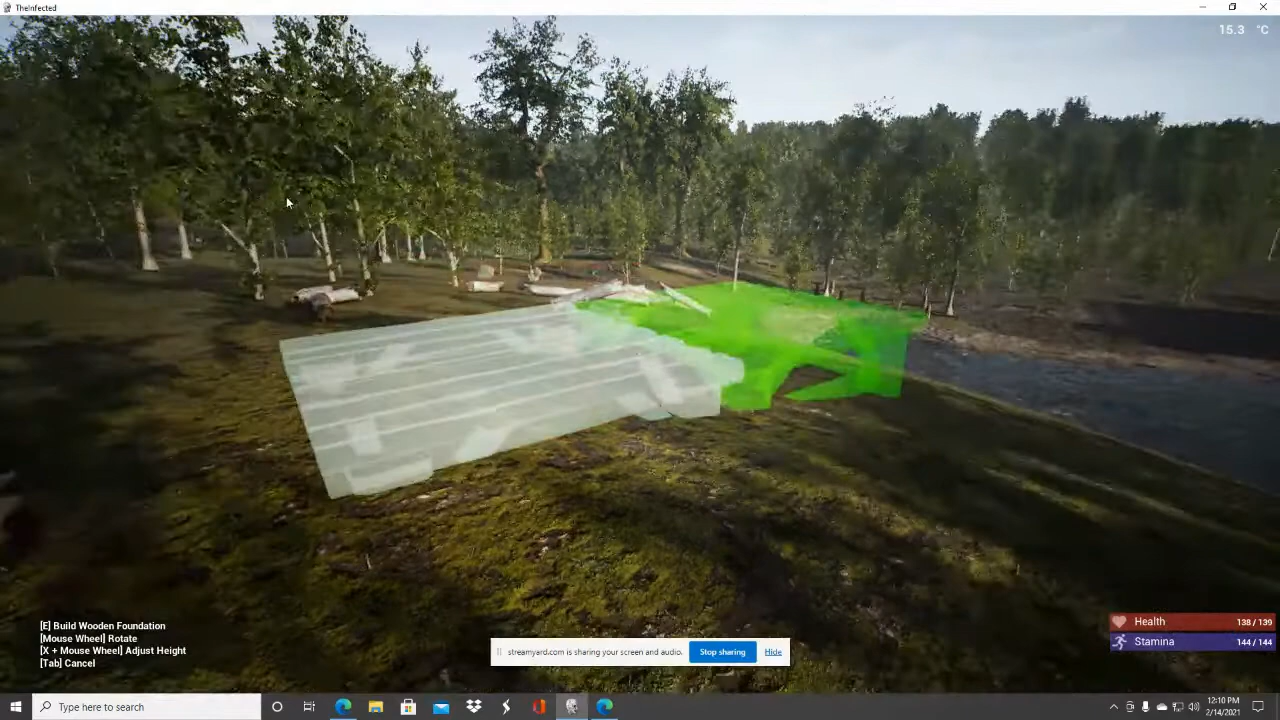 TheInfected
15.3 °C
[E] Build Wooden Foundation
[Mouse Wheel] Rotate
[X + Mouse Wheel] Adjust Height
[Tab] Cancel
streamyard.com is sharing your screen and audio.
Stop sharing
Hide
Health 138 / 139
Stamina 144 / 144
Type here to search
12:10 PM
2/14/2021